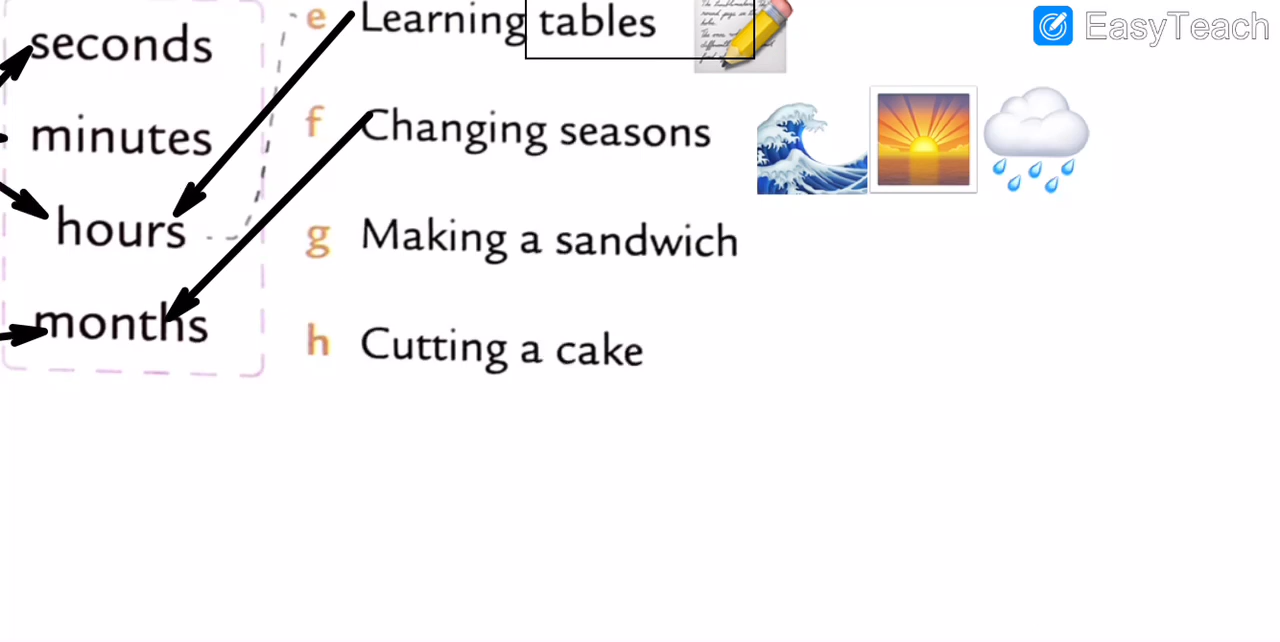 seconds
minutes
hours
months
e Learning tables
f Changing seasons
g Making a sandwich
h Cutting a cake
EasyTeach